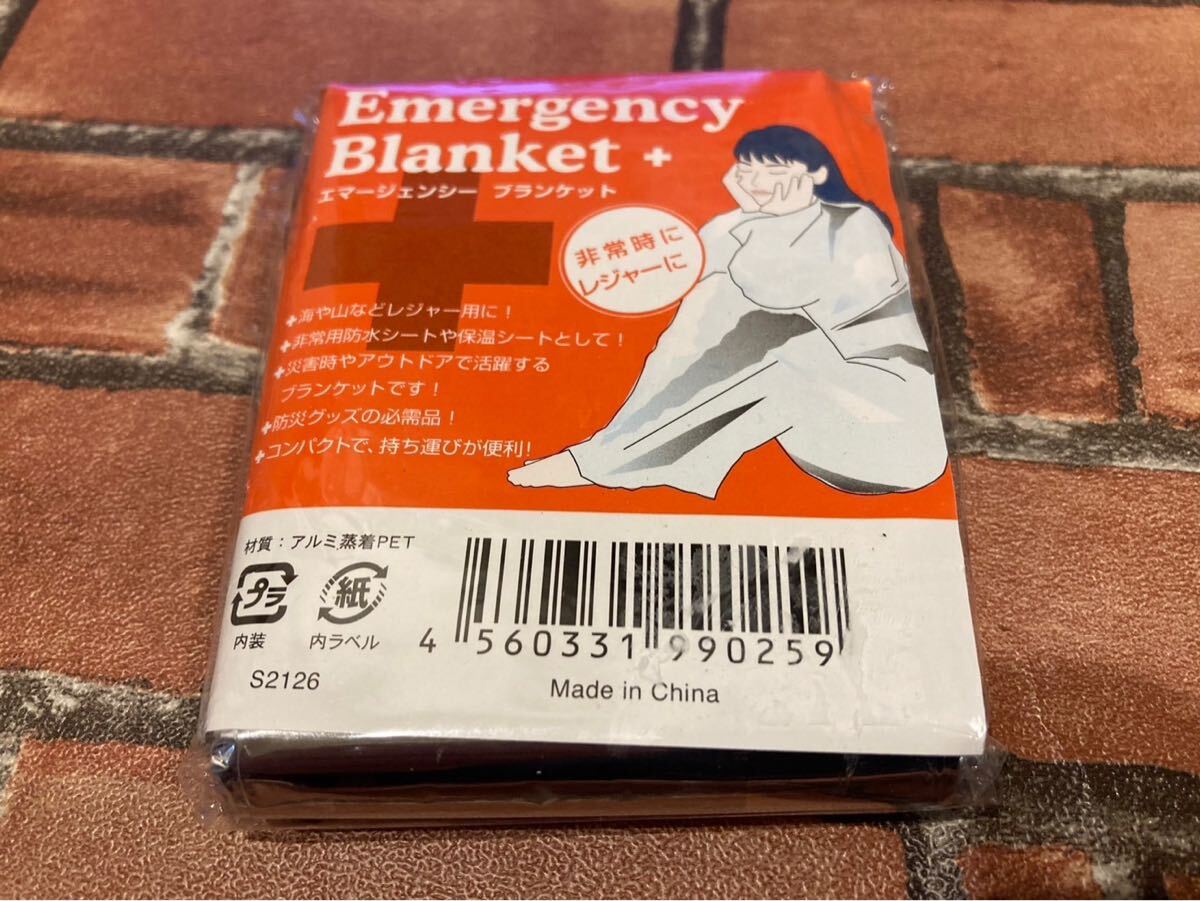 Emergency
Blanket +
エマージェンシー ブランケット
非常時に
レジャーに
+海や山などレジャー用に！
+非常用防水シートや保温シートとして！
+災害時やアウトドアで活躍する
ブランケットです！
+防災グッズの必需品！
+コンパクトで、持ち運びが便利！
材質：アルミ蒸着PET
プラ
紙
内装
内ラベル
4 560331 990259
S2126
Made in China